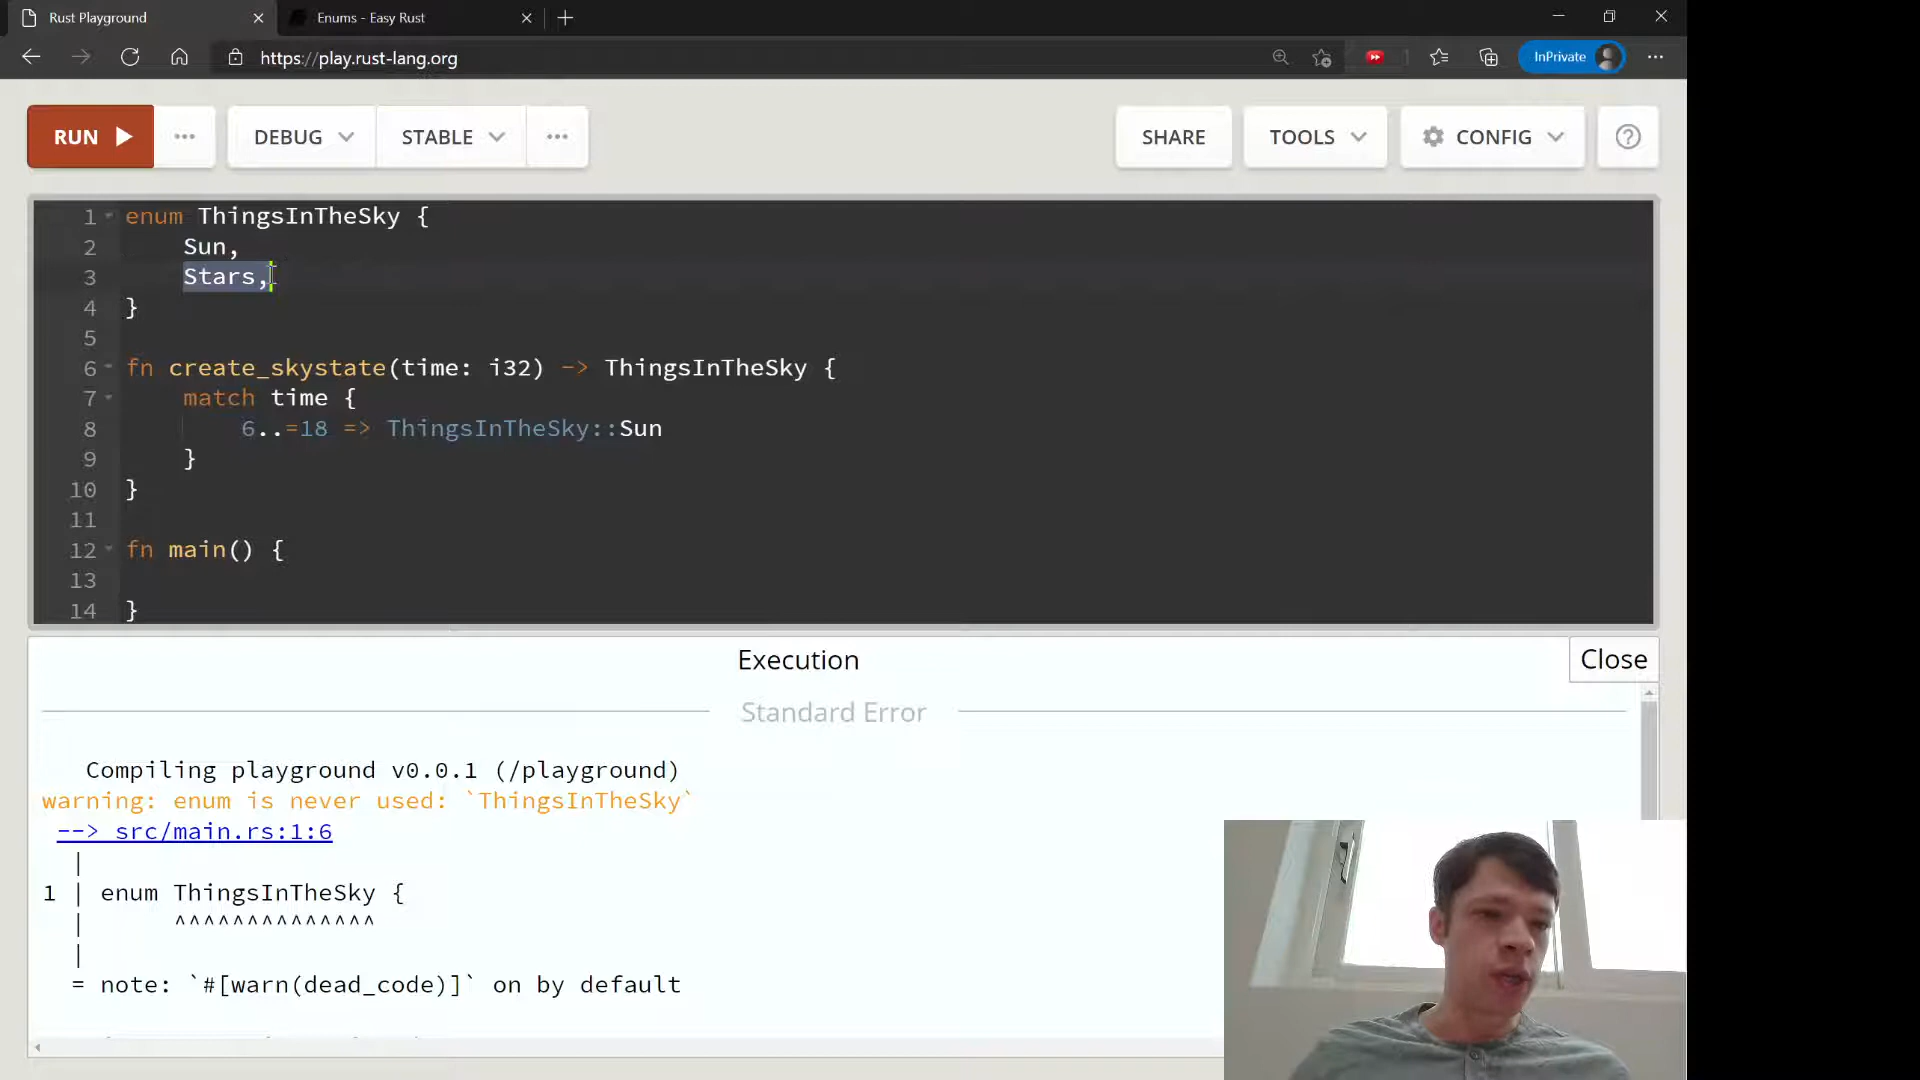 Rust Playground
Enums - Easy Rust
https://play.rust-lang.org
InPrivate
RUN
DEBUG
STABLE
SHARE
TOOLS
CONFIG
1 enum ThingsInTheSky {
2 Sun,
3 Stars,
4 }
5
6 fn create_skystate(time: i32) -> ThingsInTheSky {
7 match time {
8 6..=18 => ThingsInTheSky::Sun
9 }
10 }
11
12 fn main() {
13
14 }
Execution
Close
Standard Error
Compiling playground v0.0.1 (/playground)
warning: enum is never used: `ThingsInTheSky`
--> src/main.rs:1:6
|
1 | enum ThingsInTheSky {
| ^^^^^^^^^^^^^^
|
= note: `#[warn(dead_code)]` on by default